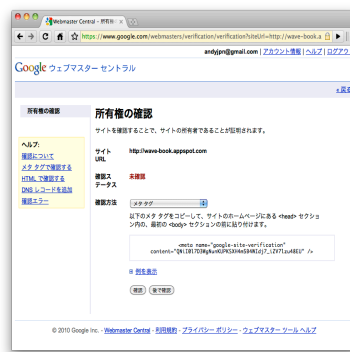 Webmaster Central - 所有権
https://www.google.com/webmasters/verification/verification?siteUrl=http://wave-book.a
andyjpn@gmail.com | アカウント情報 | ヘルプ | ログアウ
Google ウェブマスター セントラル
« 戻る
所有権の確認
所有権の確認
サイトを確認することで、サイトの所有者であることが証明されます。
ヘルプ:
確認について
メタ タグで確認する
HTML で確認する
DNS レコードを追加
確認エラー
サイト URL
http://wave-book.appspot.com
確認ステータス
未確認
確認方法
メタ タグ
以下のメタ タグをコピーして、サイトのホームページにある <head> セクショ
ン内の、最初の <body> セクションの前に貼り付けます。
<meta name="google-site-verification"
例を表示
確認
後で確認
© 2010 Google Inc. - Webmaster Central - 利用規約 - プライバシー ポリシー - ウェブマスター ツール ヘルプ